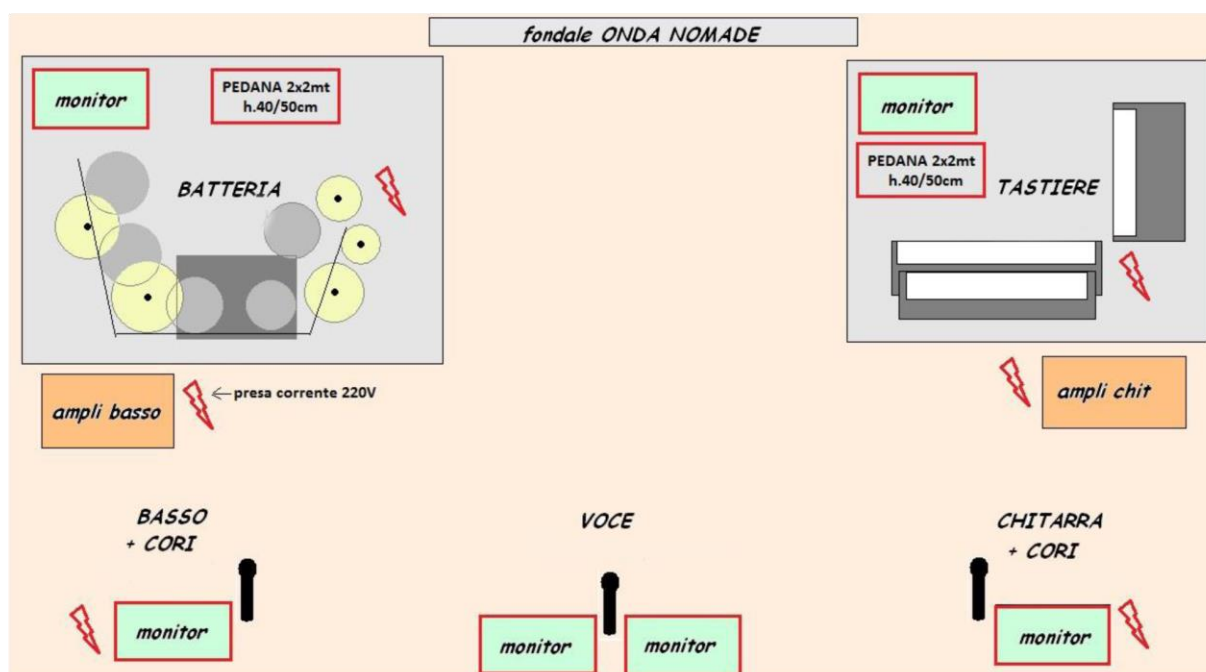 fondale ONDA NOMADE
monitor
PEDANA 2x2mt
h.40/50cm
BATTERIA
monitor
PEDANA 2x2mt
h.40/50cm
TASTIERE
ampli basso
presa corrente 220V
ampli chit
BASSO
+ CORI
VOCE
CHITARRA
+ CORI
monitor
monitor
monitor
monitor